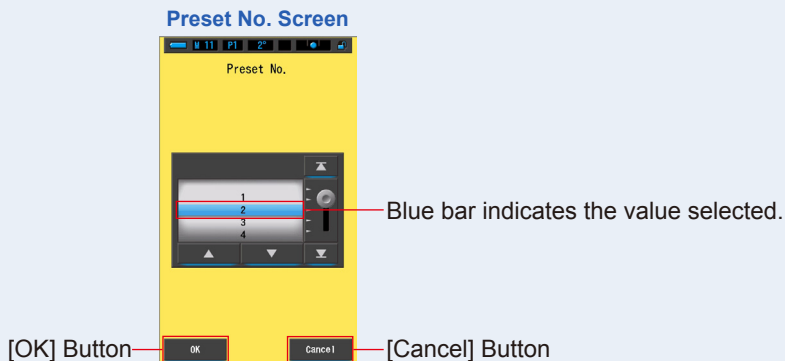 Preset No. Screen
M 11 P1 2°
Preset No.
1
2
3
4
Blue bar indicates the value selected.
[OK] Button
OK
Cancel
[Cancel] Button